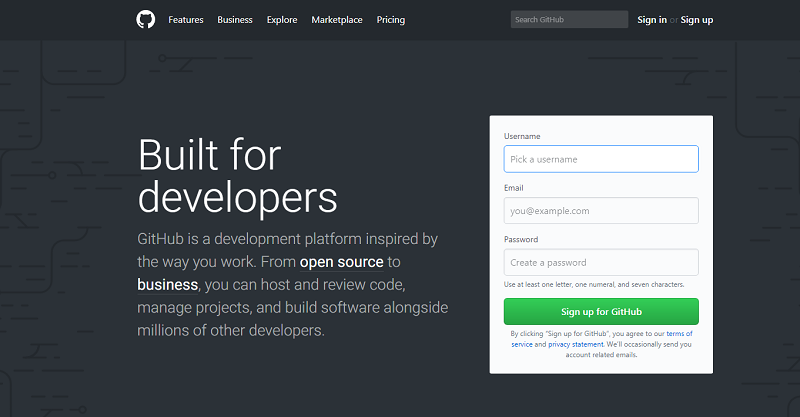 Features Business Explore Marketplace Pricing Search GitHub Sign in or Sign up
Built for
developers
GitHub is a development platform inspired by
the way you work. From open source to
business, you can host and review code,
manage projects, and build software alongside
millions of other developers.
Username
Pick a username
Email
you@example.com
Password
Create a password
Use at least one letter, one numeral, and seven characters.
Sign up for GitHub
By clicking "Sign up for GitHub", you agree to our terms of
service and privacy statement. We'll occasionally send you
account related emails.